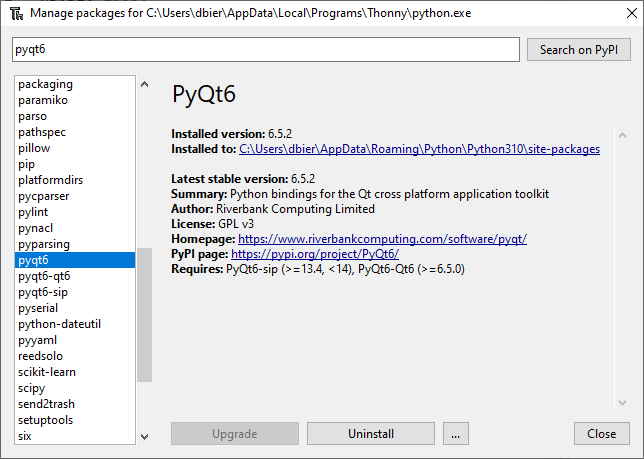 Manage packages for C:\Users\dbier\AppData\Local\Programs\Thonny\python.exe
pyqt6
Search on PyPI
packaging
paramiko
parso
pathspec
pillow
pip
platformdirs
pycparser
pylint
pynacl
pyparsing
pyqt6
pyqt6-qt6
pyqt6-sip
pyserial
python-dateutil
pyyaml
reedsolo
scikit-learn
scipy
send2trash
setuptools
six
PyQt6
Installed version: 6.5.2
Installed to: C:\Users\dbier\AppData\Roaming\Python\Python310\site-packages
Latest stable version: 6.5.2
Summary: Python bindings for the Qt cross platform application toolkit
Author: Riverbank Computing Limited
License: GPL v3
Homepage: https://www.riverbankcomputing.com/software/pyqt/
PyPI page: https://pypi.org/project/PyQt6/
Requires: PyQt6-sip (>=13.4, <14), PyQt6-Qt6 (>=6.5.0)
Upgrade
Uninstall
...
Close